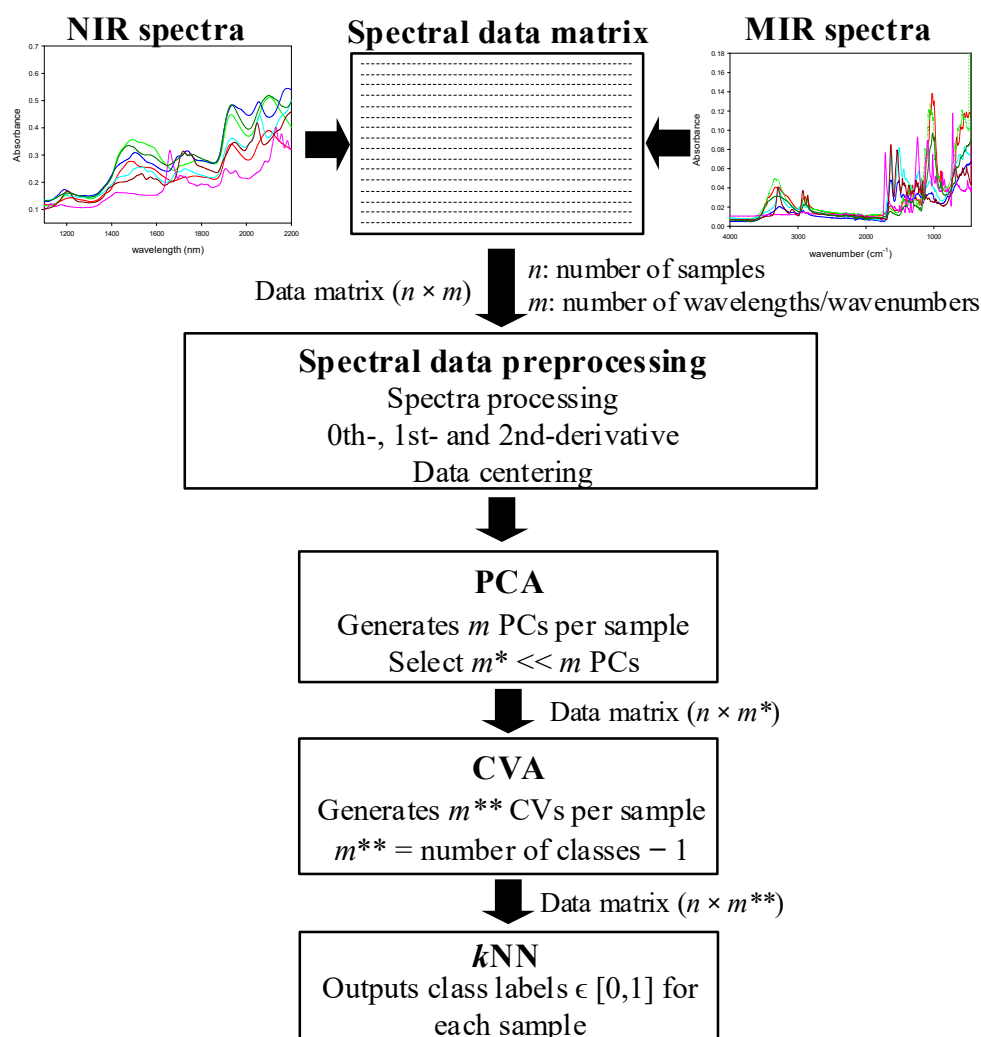 NIR spectra
Spectral data matrix
MIR spectra
0.7
0.6
0.5
0.4
0.3
0.2
0.1
Absorbance
1200 1400 1600 1800 2000 2200
wavelength (nm)
0.18
0.16
0.14
0.12
0.10
0.08
0.06
0.04
0.02
0.00
Absorbance
4000 3000 2000 1000
wavenumber (cm⁻¹)
Data matrix (n × m)
n: number of samples
m: number of wavelengths/wavenumbers
Spectral data preprocessing
Spectra processing
0th-, 1st- and 2nd-derivative
Data centering
PCA
Generates m PCs per sample
Select m* << m PCs
Data matrix (n × m*)
CVA
Generates m** CVs per sample
m** = number of classes − 1
Data matrix (n × m**)
kNN
Outputs class labels ϵ [0,1] for
each sample